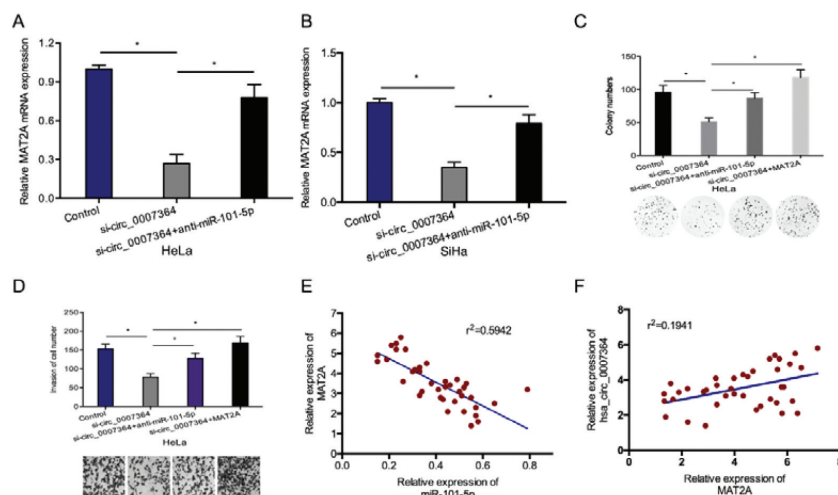 A
Relative MAT2A mRNA expression
1.2
0.9
0.6
0.3
0.0
*
*
Control
si-circ_0007364
si-circ_0007364+anti-miR-101-5p
HeLa
B
Relative MAT2A mRNA expression
1.5
1.0
0.5
0.0
*
*
Control
si-circ_0007364
si-circ_0007364+anti-miR-101-5p
SiHa
C
Colony numbers
150
100
50
0
*
*
*
Control
si-circ_0007364
si-circ_0007364+anti-miR-101-5p
si-circ_0007364+MAT2A
HeLa
D
Invasion of cell number
250
200
150
100
50
0
*
*
*
Control
si-circ_0007364
si-circ_0007364+anti-miR-101-5p
si-circ_0007364+MAT2A
HeLa
E
Relative expression of
MAT2A
7
6
5
4
3
2
1
0
r²=0.5942
0.0
0.2
0.4
0.6
0.8
Relative expression of
miR-101-5p
F
Relative expression of
hsa_circ_0007364
8
6
4
2
0
r²=0.1941
0
2
4
6
Relative expression of
MAT2A